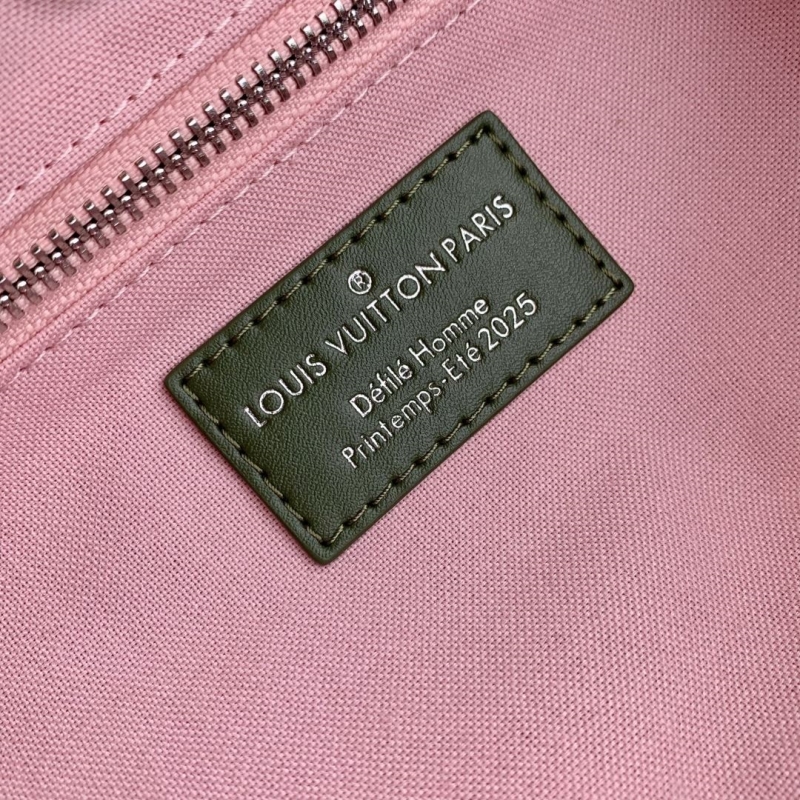 ®
LOUIS VUITTON PARIS
Défilé Homme
Printemps-Eté 2025